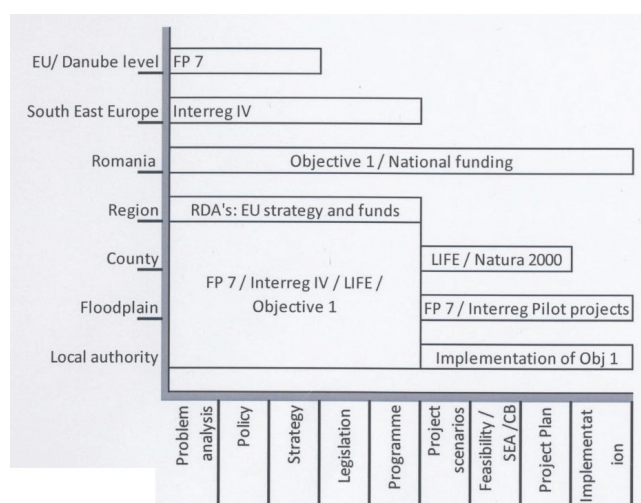 EU/ Danube level
FP 7
South East Europe
Interreg IV
Romania
Objective 1 / National funding
Region
RDA's: EU strategy and funds
County
LIFE / Natura 2000
FP 7 / Interreg IV / LIFE /
Objective 1
Floodplain
FP 7 / Interreg Pilot projects
Local authority
Implementation of Obj 1
Problem
analysis
Policy
Strategy
Legislation
Programme
Project
scenarios
Feasibility /
SEA /CB
Project Plan
Implementat
ion